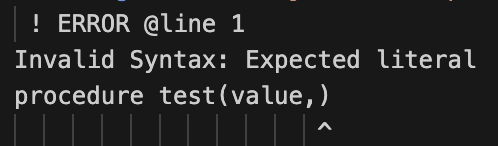 ! ERROR @line 1
Invalid Syntax: Expected literal
procedure test(value,)
^